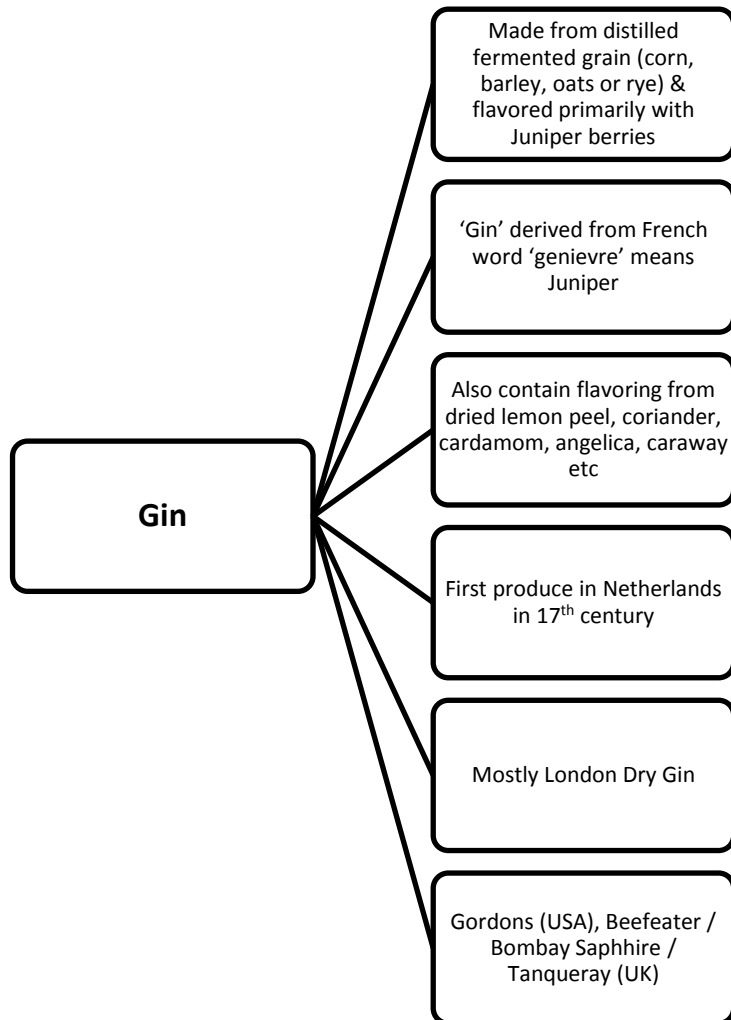 Made from distilled
fermented grain (corn,
barley, oats or rye) &
flavored primarily with
Juniper berries
‘Gin’ derived from French
word ‘genievre’ means
Juniper
Also contain flavoring from
dried lemon peel, coriander,
cardamom, angelica, caraway
etc
Gin
First produce in Netherlands
in 17th century
Mostly London Dry Gin
Gordons (USA), Beefeater /
Bombay Saphhire /
Tanqueray (UK)